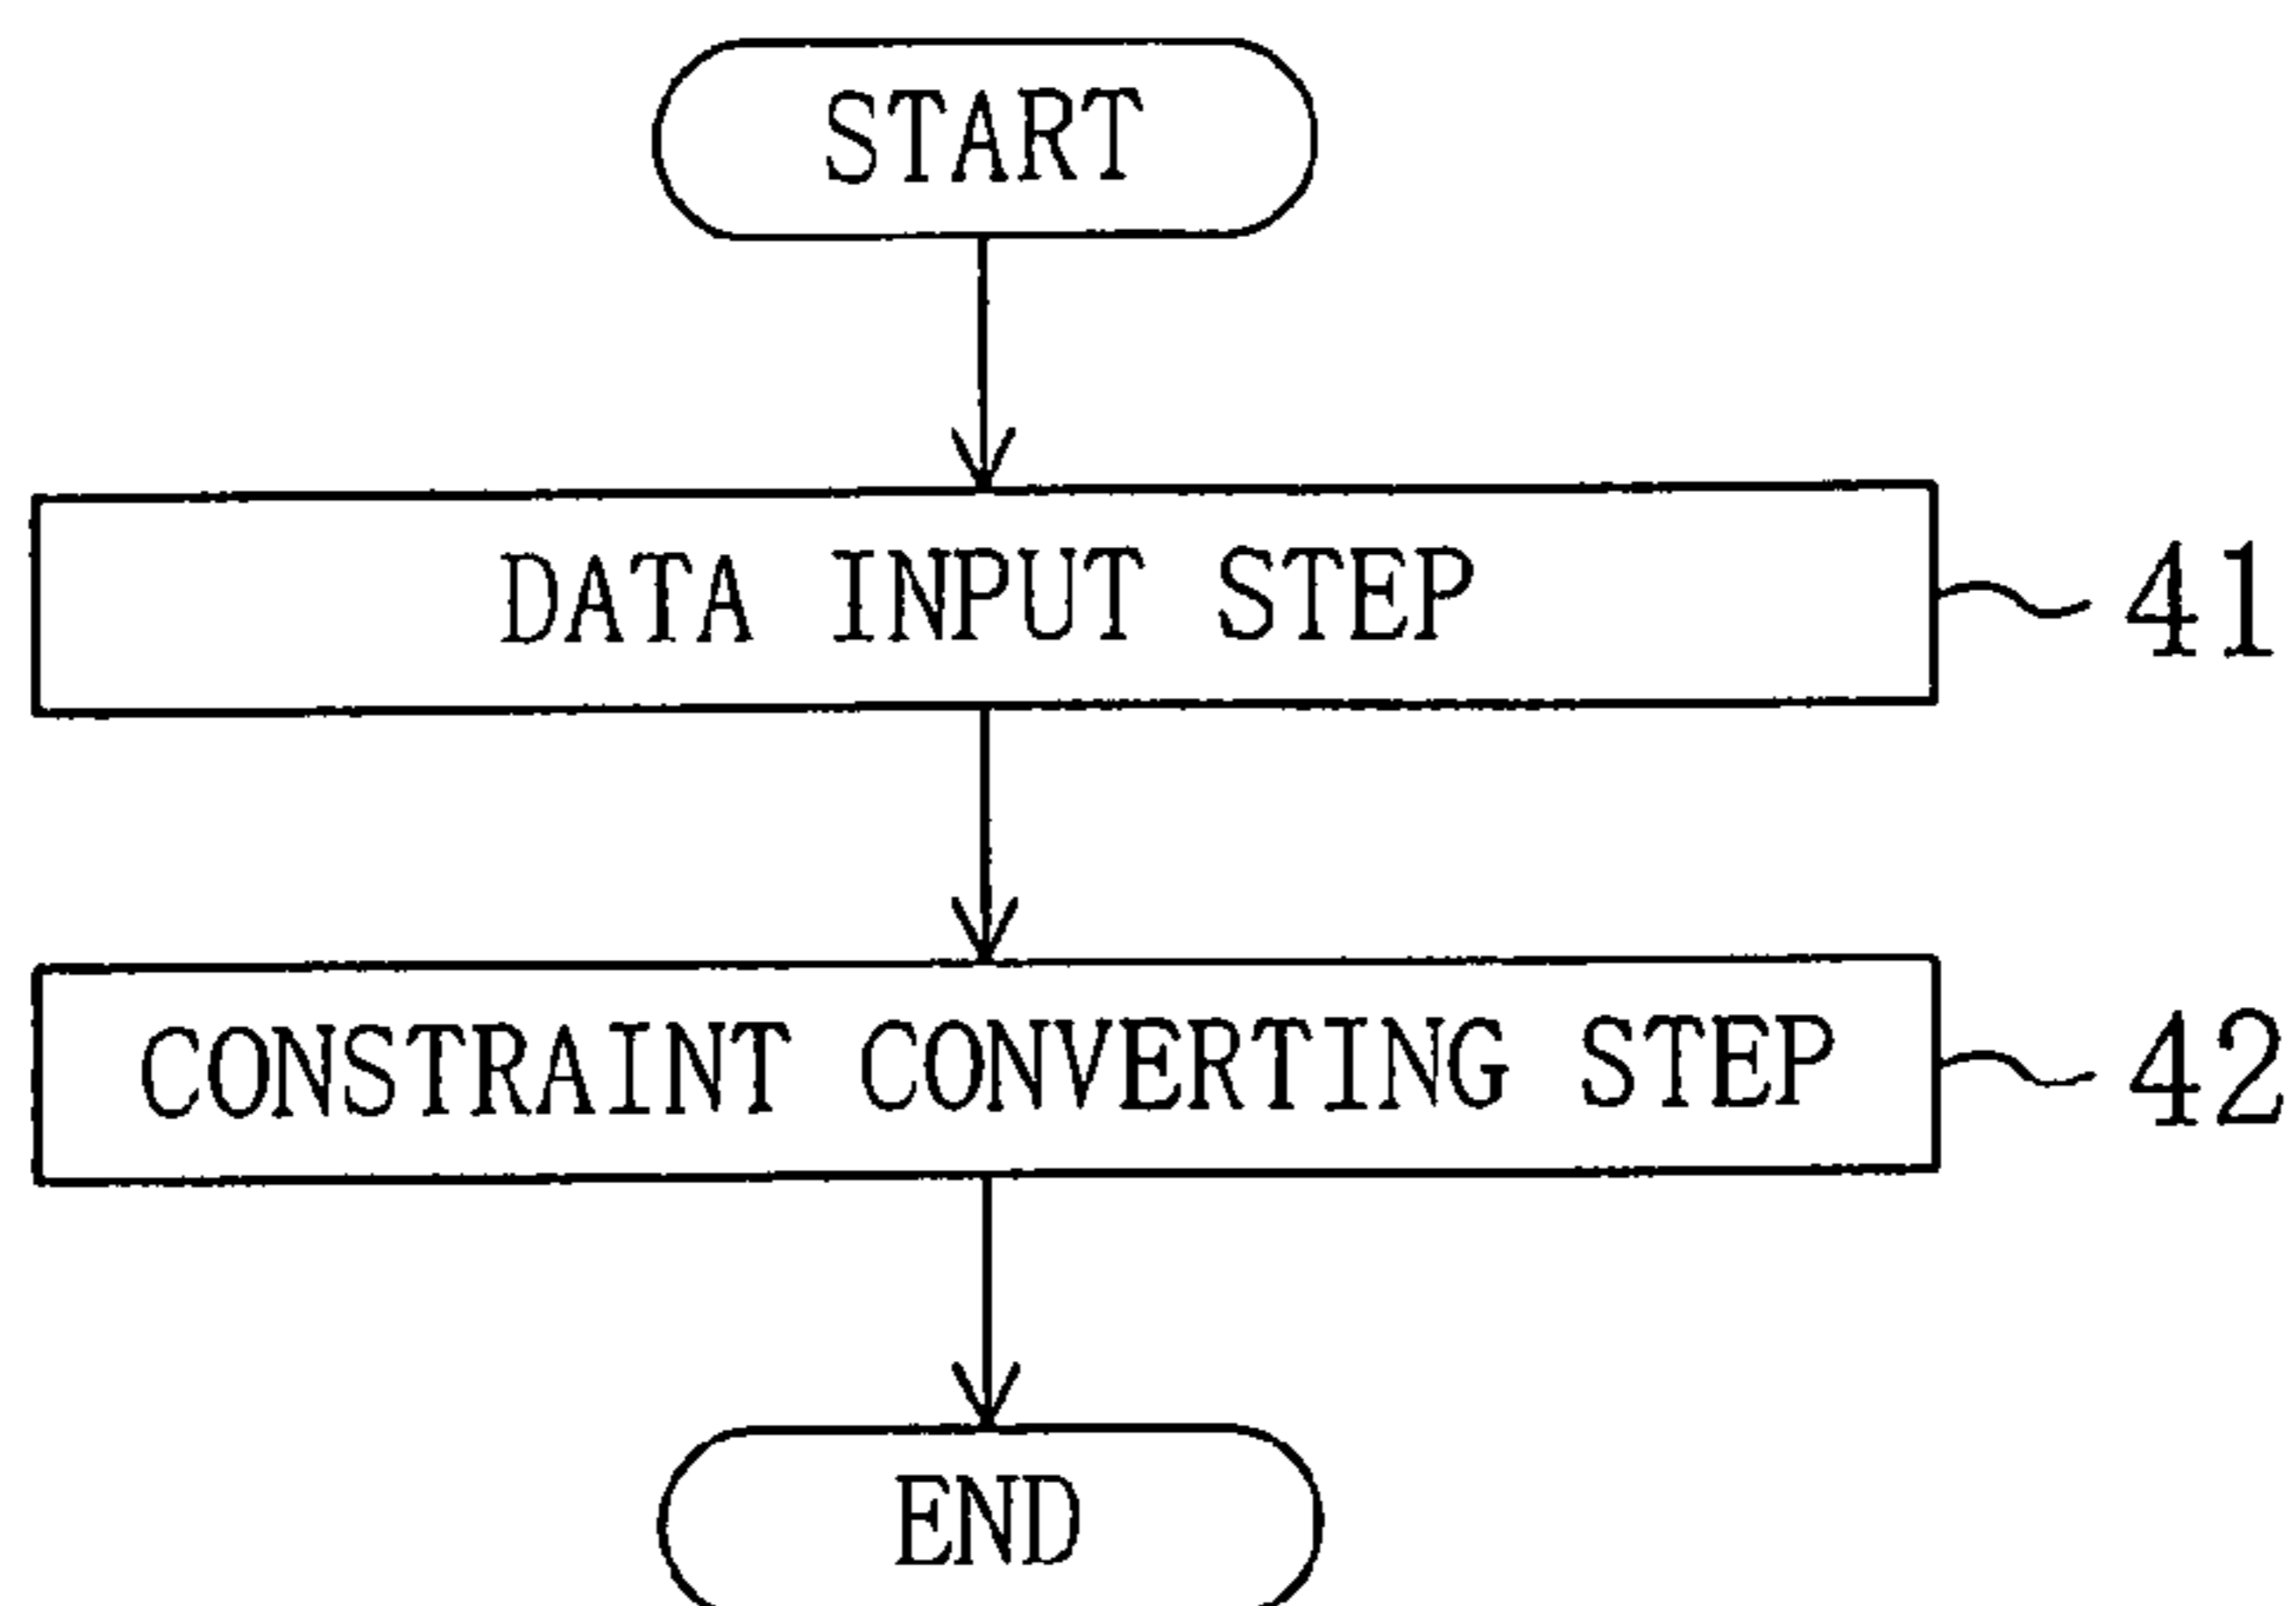 START
DATA INPUT STEP
41
CONSTRAINT CONVERTING STEP
42
END